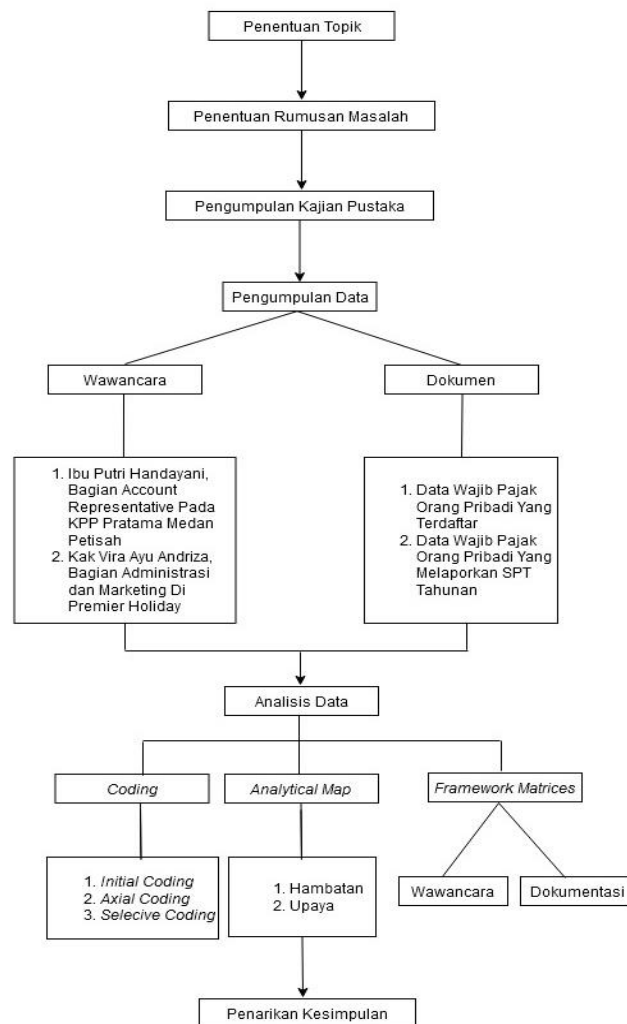 Penentuan Topik
Penentuan Rumusan Masalah
Pengumpulan Kajian Pustaka
Pengumpulan Data
Wawancara
Dokumen
1. Ibu Putri Handayani,
Bagian Account
Representative Pada
KPP Pratama Medan
Petisah
2. Kak Vira Ayu Andriza,
Bagian Administrasi
dan Marketing Di
Premier Holiday
1. Data Wajib Pajak
Orang Pribadi Yang
Terdaftar
2. Data Wajib Pajak
Orang Pribadi Yang
Melaporkan SPT
Tahunan
Analisis Data
Coding
Analytical Map
Framework Matrices
1. Initial Coding
2. Axial Coding
3. Selecive Coding
1. Hambatan
2. Upaya
Wawancara
Dokumentasi
Penarikan Kesimpulan